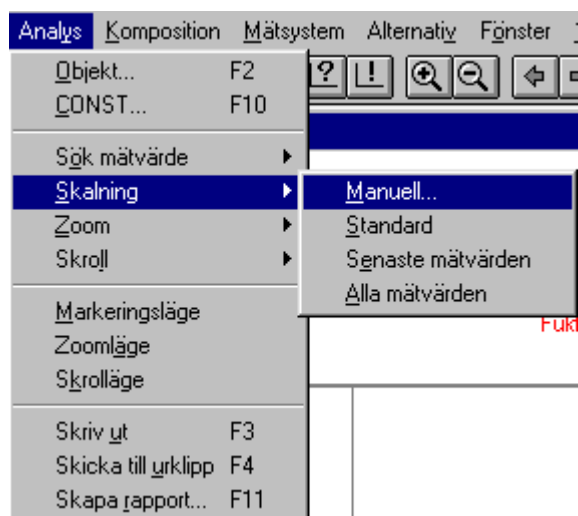 Analys Komposition Mätsystem Alternativ Fönster
Objekt... F2
CONST... F10
Sök mätvärde
Skalning
Zoom
Skroll
Markeringsläge
Zoomläge
Skrolläge
Skriv ut F3
Skicka till urklipp F4
Skapa rapport... F11
Manuell...
Standard
Senaste mätvärden
Alla mätvärden